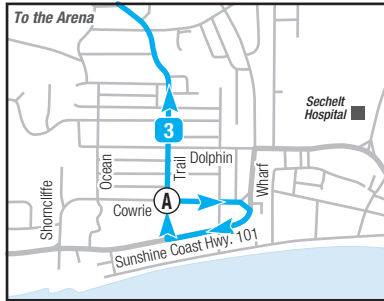 To the Arena
Sechelt
Hospital
3
Ocean
Trail
Dolphin
Wharf
Shorncliffe
Cowrie
A
Sunshine Coast Hwy. 101